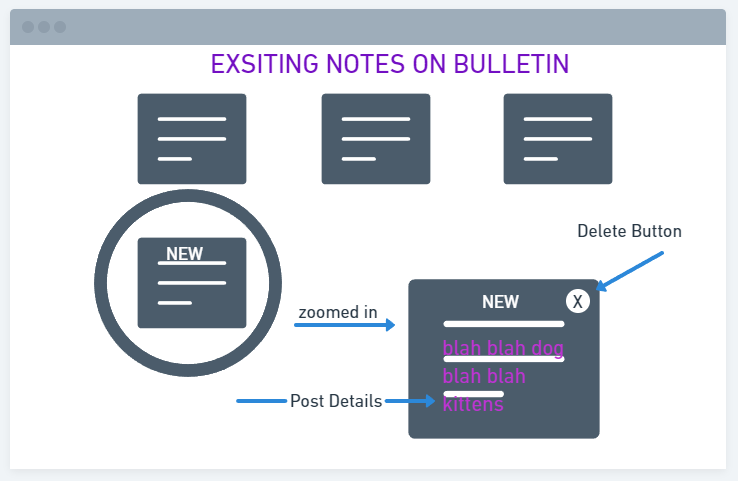 EXSITING NOTES ON BULLETIN
NEW
zoomed in
Delete Button
NEW
X
blah blah dog
blah blah
kittens
Post Details